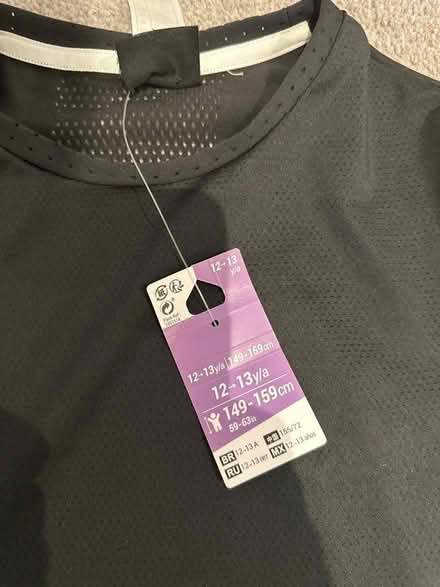 12→13
y/a
12→13y/a 149-159cm
12→13y/a
149-159cm
59-63in
BR 12-13 A 中国 155/72
RU 12-13 лет MX 12-13 años